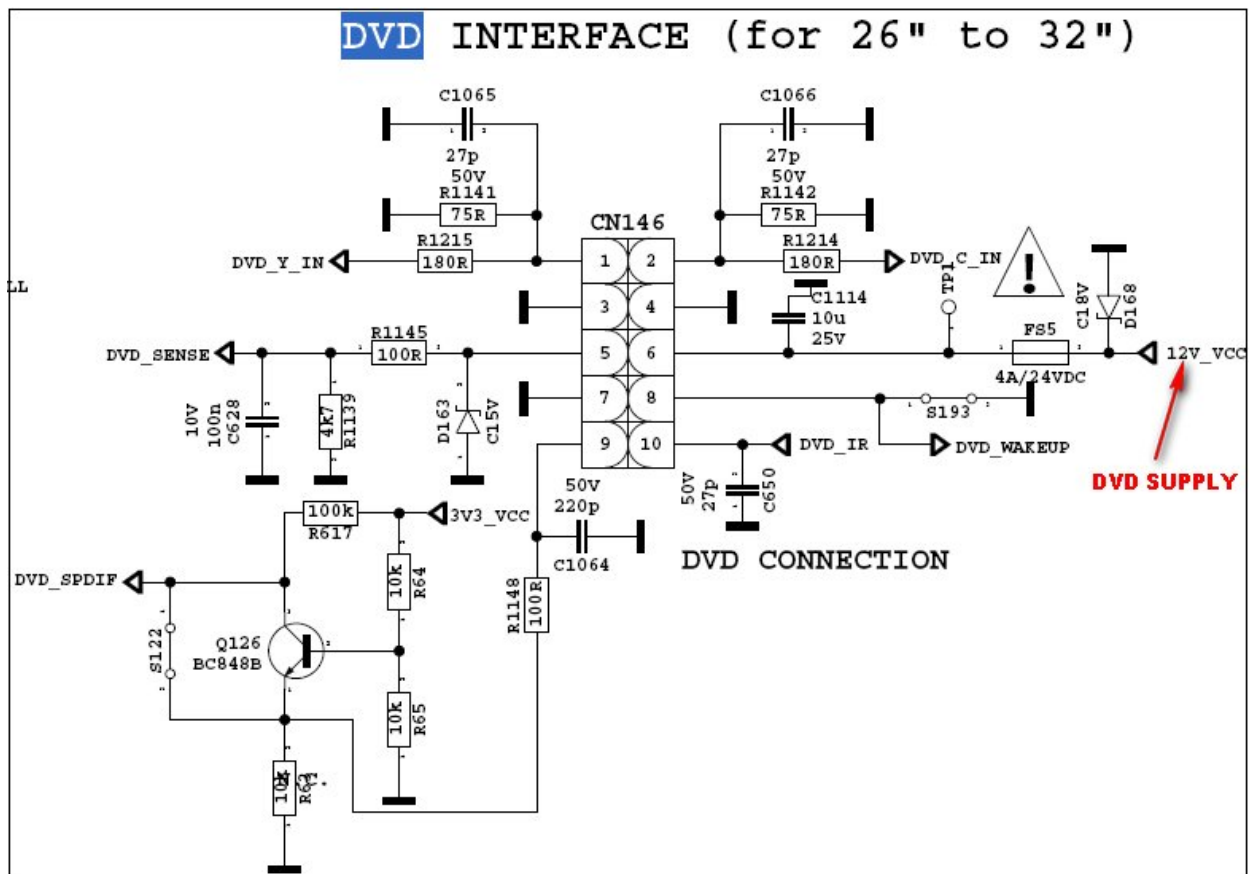 DVD INTERFACE (for 26" to 32")
C1065
27p
50V
C1066
27p
50V
R1141
75R
R1142
75R
CN146
R1215
180R
R1214
180R
DVD_Y_IN
1
2
DVD_C_IN
LL
3
4
C1114
10u
25V
TP1
!
C18V
D168
R1145
100R
DVD_SENSE
5
6
FS5
4A/24VDC
12V_VCC
10V
100n
C628
4k7
R1139
D163
C15V
7
8
S193
DVD_WAKEUP
DVD SUPPLY
9
10
DVD_IR
50V
27p
C650
50V
220p
C1064
100k
R617
3V3_VCC
DVD CONNECTION
DVD_SPDIF
10k
R64
R1148
100R
S122
Q126
BC848B
10k
R65
10k